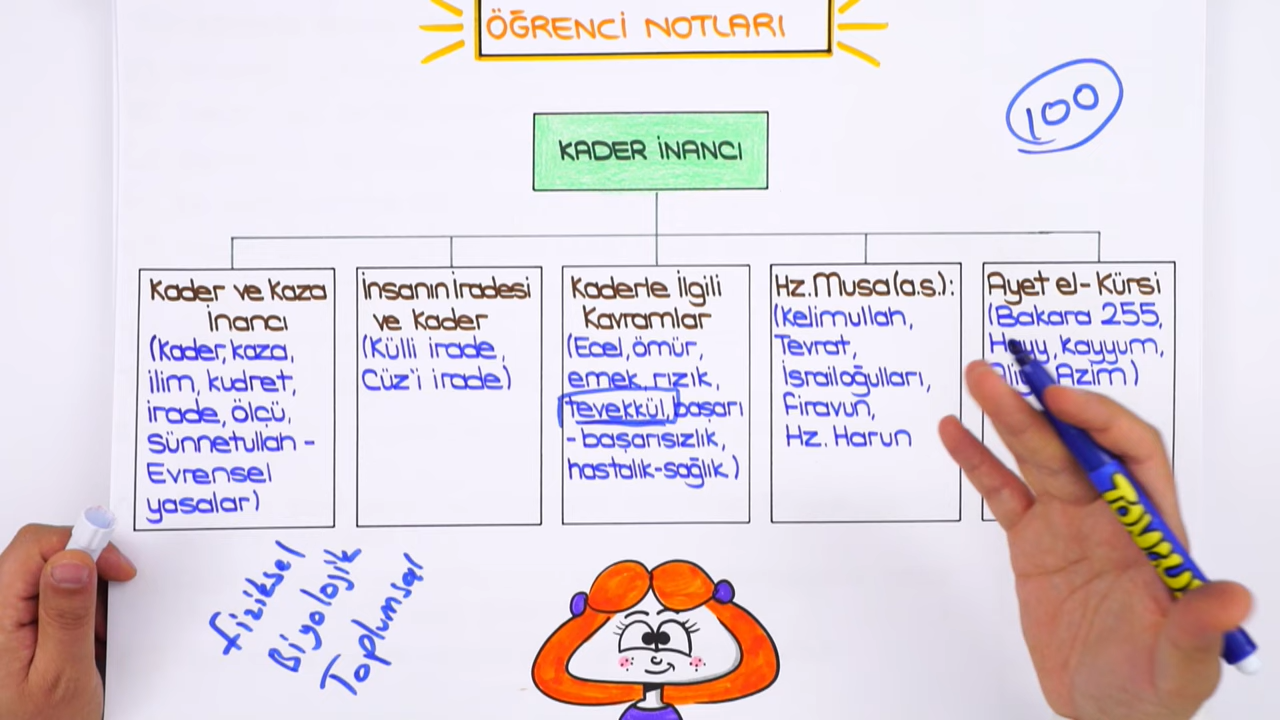 ÖĞRENCİ NOTLARI
100
KADER İNANCI
Kader ve Kaza
İnancı
(Kader, kaza,
ilim, kudret,
irade, ölçü,
Sünnetullah -
Evrensel
yasalar)
İnsanın İradesi
ve Kader
(Külli irade,
Cüz'i irade)
Kaderle İlgili
Kavramlar
(Ecel, ömür,
emek, rızık,
tevekkül, başarı
- başarısızlık,
hastalık-sağlık)
Hz. Musa (a.s.):
(Kelimullah,
Tevrat,
İsrailoğulları,
Firavun,
Hz. Harun
Ayet el-Kürsi
(Bakara 255,
Hayy, Kayyum,
Azim)
fiziksel
Biyolojik
Toplumsal